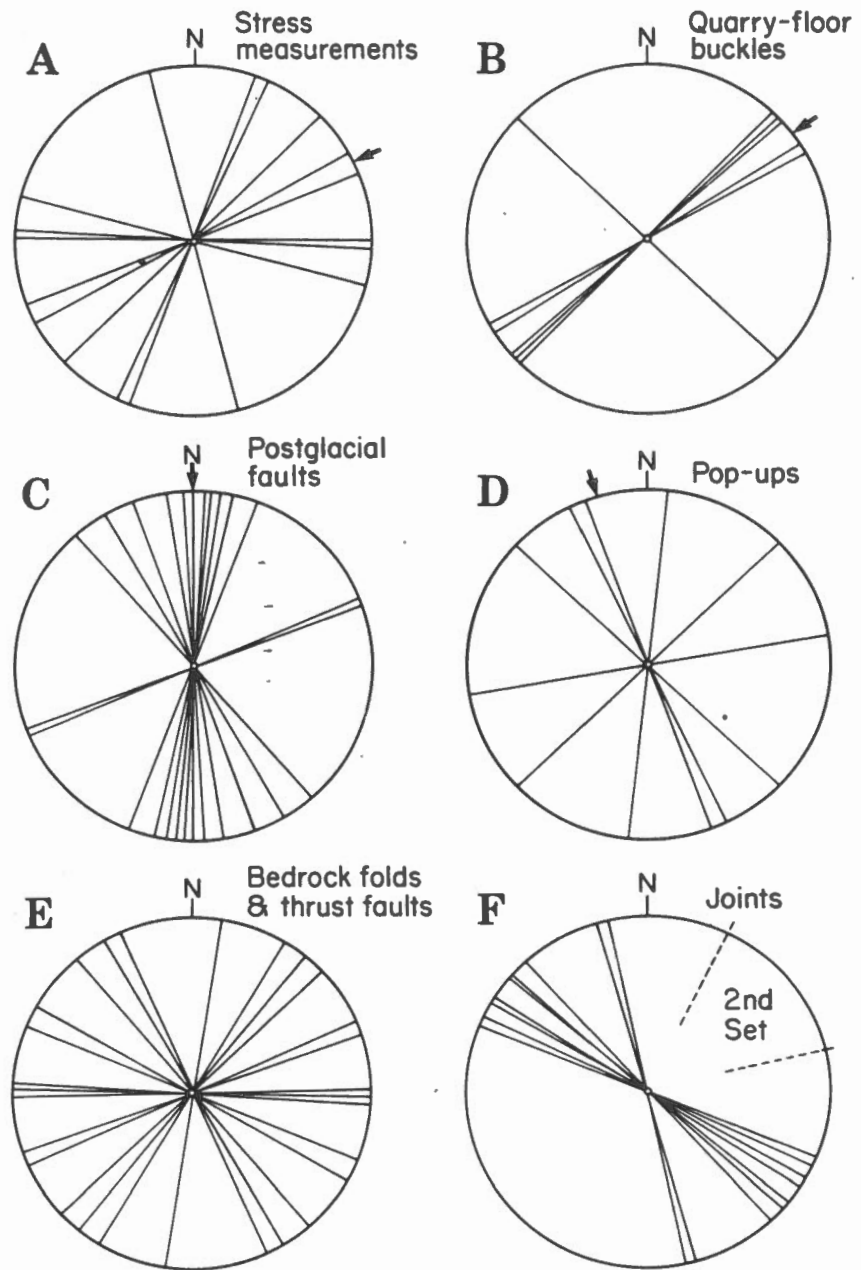 A
N
Stress
measurements
B
N
Quarry-floor
buckles
C
N
Postglacial
faults
D
N
Pop-ups
E
N
Bedrock folds
& thrust faults
F
N
Joints
2nd
Set